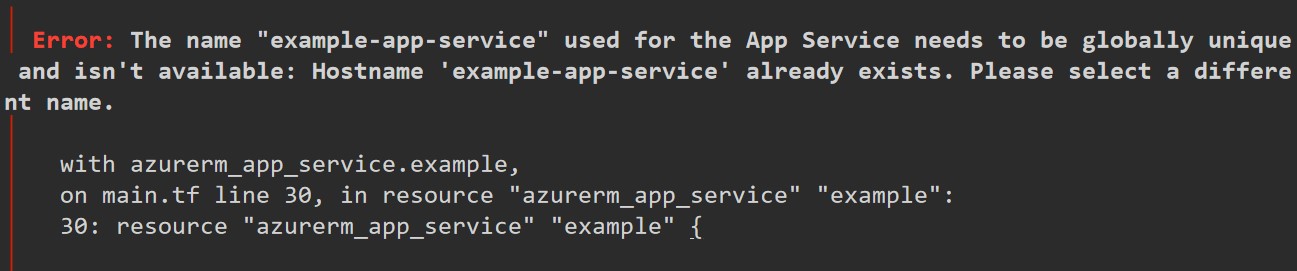 Error: The name "example-app-service" used for the App Service needs to be globally unique
and isn't available: Hostname 'example-app-service' already exists. Please select a differe
nt name.
with azurerm_app_service.example,
on main.tf line 30, in resource "azurerm_app_service" "example":
30: resource "azurerm_app_service" "example" {